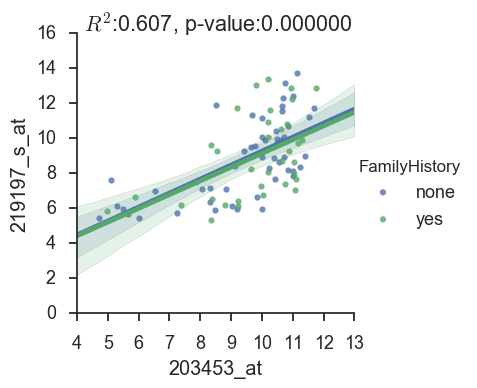 R²:0.607, p-value:0.000000
16
14
12
10
8
6
4
2
0
219197_s_at
4 5 6 7 8 9 10 11 12 13
203453_at
FamilyHistory
none
yes